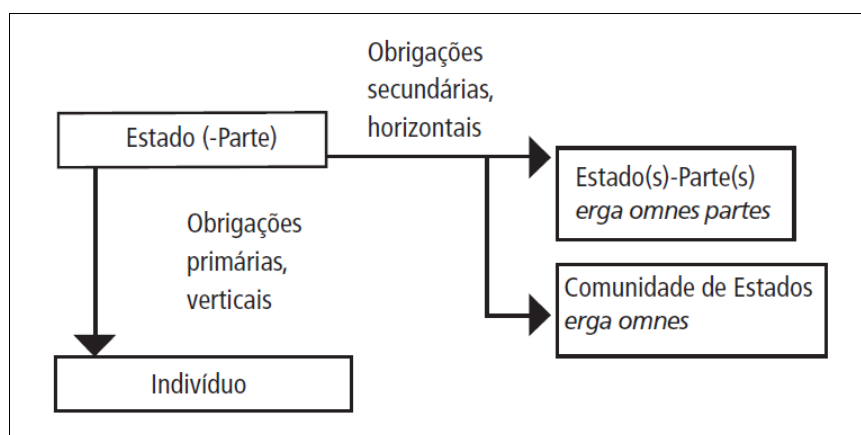 Obrigações
secundárias,
horizontais
Estado (-Parte)
Estado(s)-Parte(s)
erga omnes partes
Obrigações
primárias,
verticais
Comunidade de Estados
erga omnes
Indivíduo